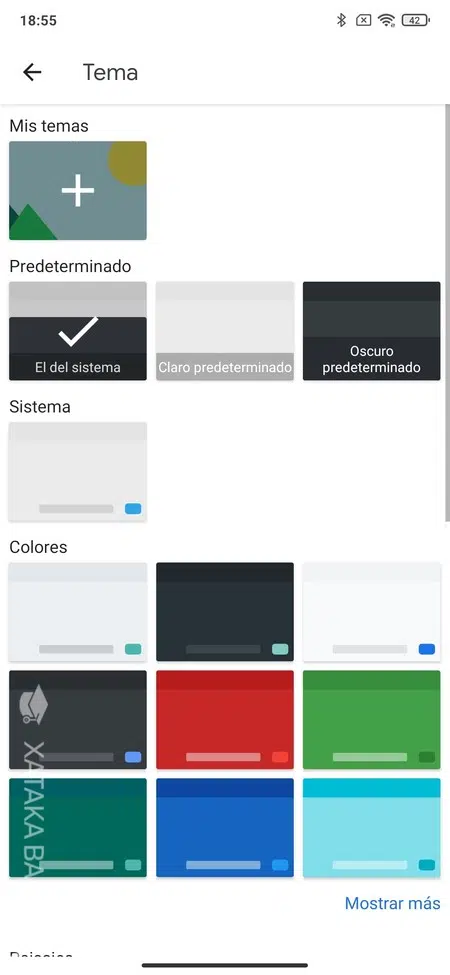 18:55
42
Tema
Mis temas
Predeterminado
El del sistema
Claro predeterminado
Oscuro
predeterminado
Sistema
Colores
XATAKA BA
Mostrar más